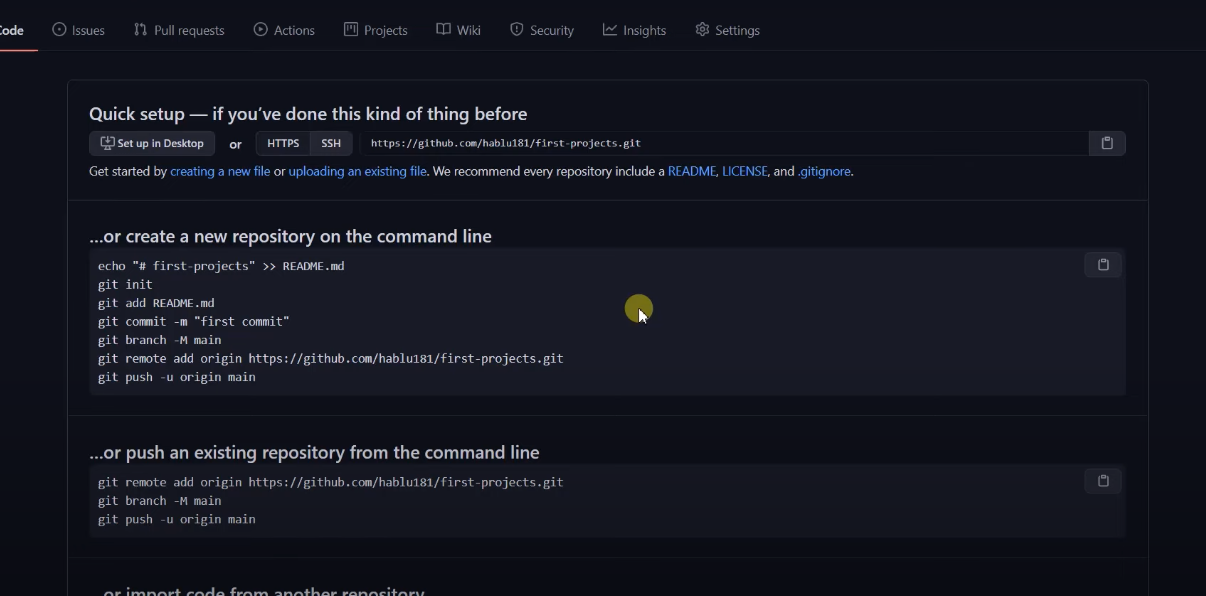 Code Issues Pull requests Actions Projects Wiki Security Insights Settings
Quick setup — if you've done this kind of thing before
Set up in Desktop or HTTPS SSH https://github.com/hablu181/first-projects.git
Get started by creating a new file or uploading an existing file. We recommend every repository include a README, LICENSE, and .gitignore.
...or create a new repository on the command line
echo "# first-projects" >> README.md
git init
git add README.md
git commit -m "first commit"
git branch -M main
git remote add origin https://github.com/hablu181/first-projects.git
git push -u origin main
...or push an existing repository from the command line
git remote add origin https://github.com/hablu181/first-projects.git
git branch -M main
git push -u origin main
...or import code from another repository